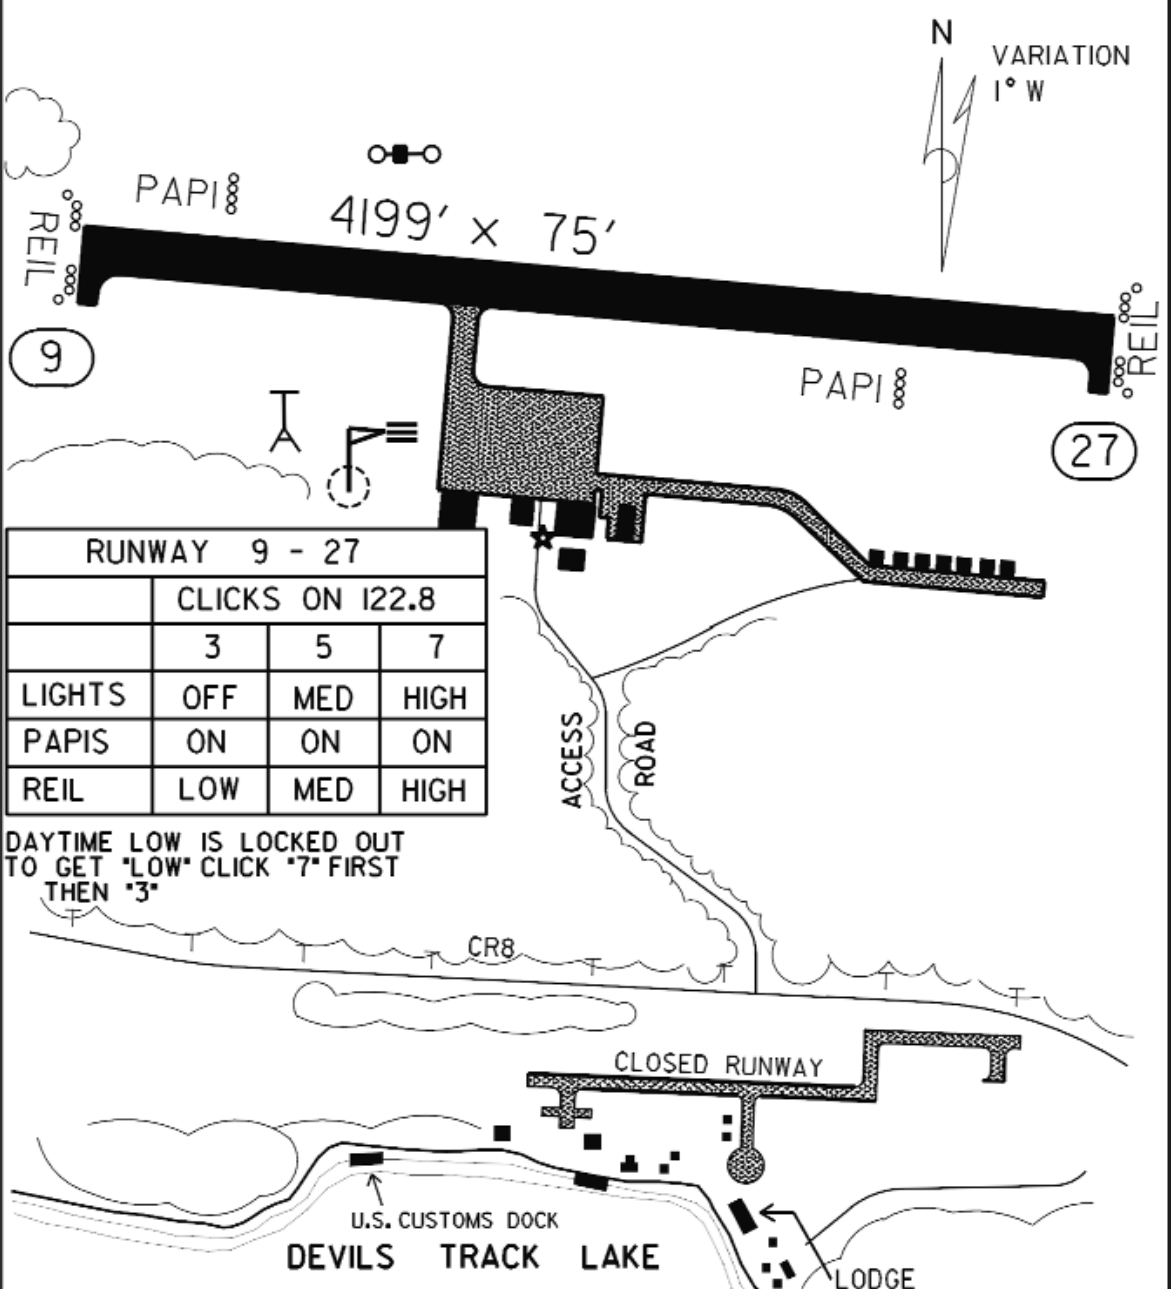 N
VARIATION
1° W
PAPI
4199' × 75'
REIL
REIL
9
PAPI
27
RUNWAY 9 - 27
CLICKS ON 122.8
3 5 7
LIGHTS OFF MED HIGH
PAPIS ON ON ON
REIL LOW MED HIGH
ACCESS
ROAD
DAYTIME LOW IS LOCKED OUT
TO GET "LOW" CLICK "7" FIRST
THEN "3"
CR8
CLOSED RUNWAY
U.S. CUSTOMS DOCK
DEVILS TRACK LAKE
LODGE